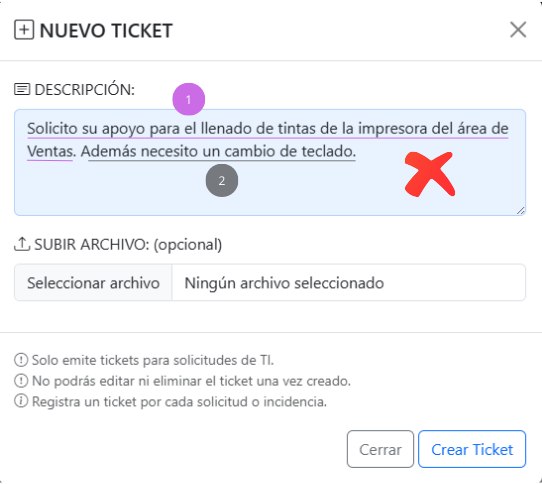 NUEVO TICKET
DESCRIPCIÓN:
1
Solicito su apoyo para el llenado de tintas de la impresora del área de
Ventas. Además necesito un cambio de teclado.
2
SUBIR ARCHIVO: (opcional)
Seleccionar archivo Ningún archivo seleccionado
Solo emite tickets para solicitudes de TI.
No podrás editar ni eliminar el ticket una vez creado.
Registra un ticket por cada solicitud o incidencia.
Cerrar Crear Ticket